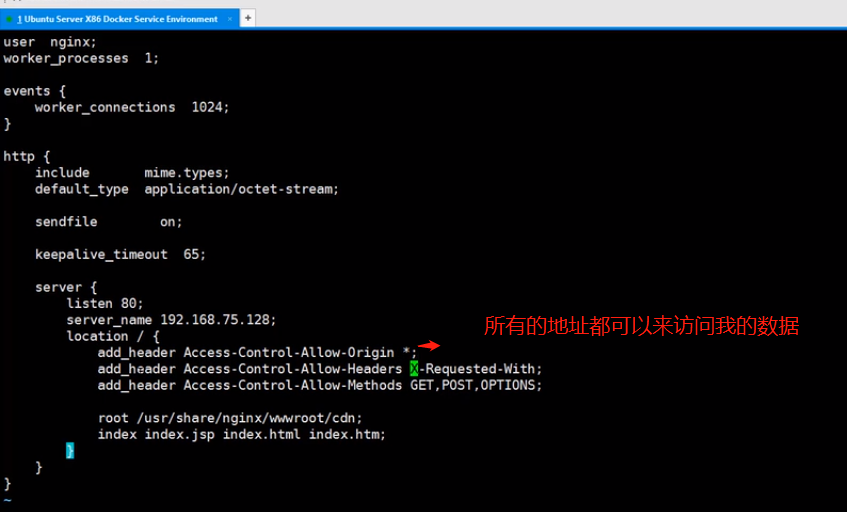 1 Ubuntu Server X86 Docker Service Environment × +
user  nginx;
worker_processes  1;
events {
    worker_connections  1024;
}
http {
    include       mime.types;
    default_type  application/octet-stream;
    sendfile        on;
    keepalive_timeout  65;
    server {
        listen 80;
        server_name 192.168.75.128;
        location / {
            add_header Access-Control-Allow-Origin *;
所有的地址都可以来访问我的数据
            add_header Access-Control-Allow-Headers X-Requested-With;
            add_header Access-Control-Allow-Methods GET,POST,OPTIONS;
            root /usr/share/nginx/wwwroot/cdn;
            index index.jsp index.html index.htm;
        }
    }
}
~